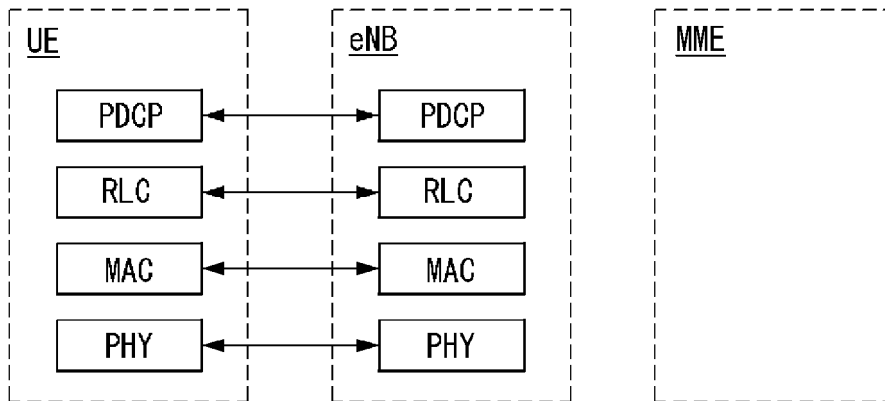 UE eNB MME
PDCP PDCP
RLC RLC
MAC MAC
PHY PHY